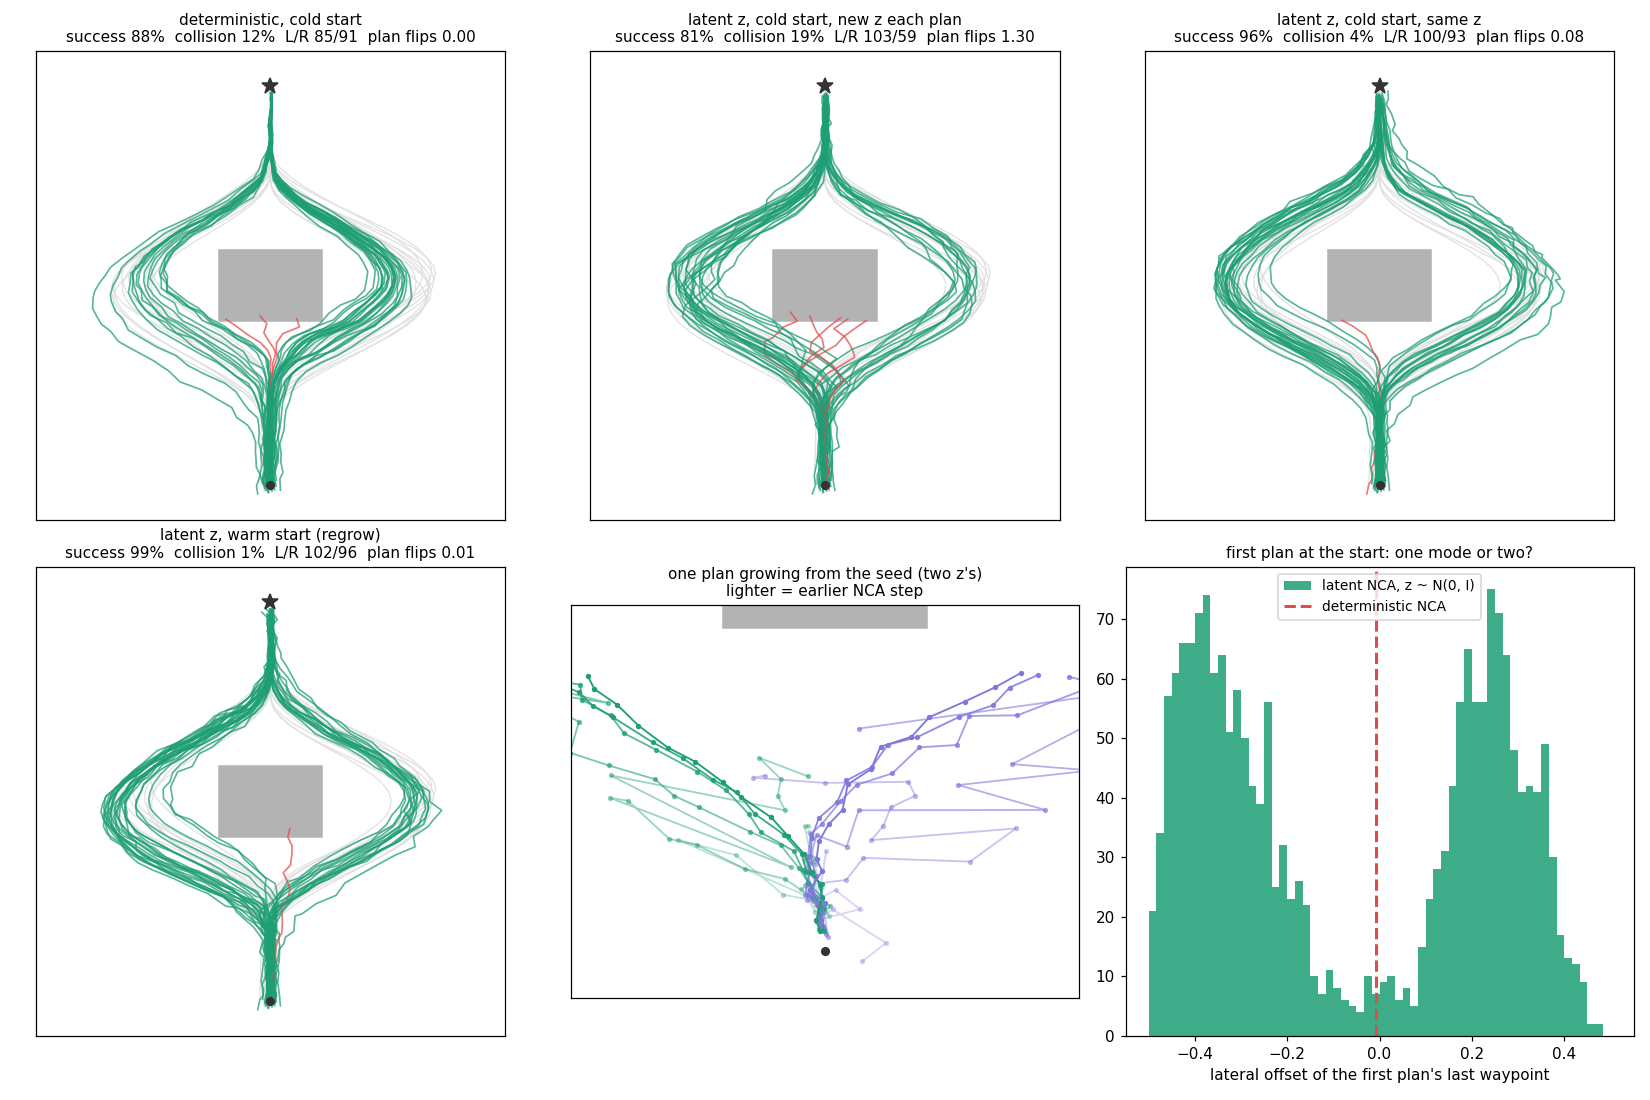 deterministic, cold start
success 88%  collision 12%  L/R 85/91  plan flips 0.00
latent z, cold start, new z each plan
success 81%  collision 19%  L/R 103/59  plan flips 1.30
latent z, cold start, same z
success 96%  collision 4%  L/R 100/93  plan flips 0.08
latent z, warm start (regrow)
success 99%  collision 1%  L/R 102/96  plan flips 0.01
one plan growing from the seed (two z's)
lighter = earlier NCA step
first plan at the start: one mode or two?
latent NCA, z ~ N(0, I)
deterministic NCA
70
60
50
40
30
20
10
0
−0.4
−0.2
0.0
0.2
0.4
lateral offset of the first plan's last waypoint